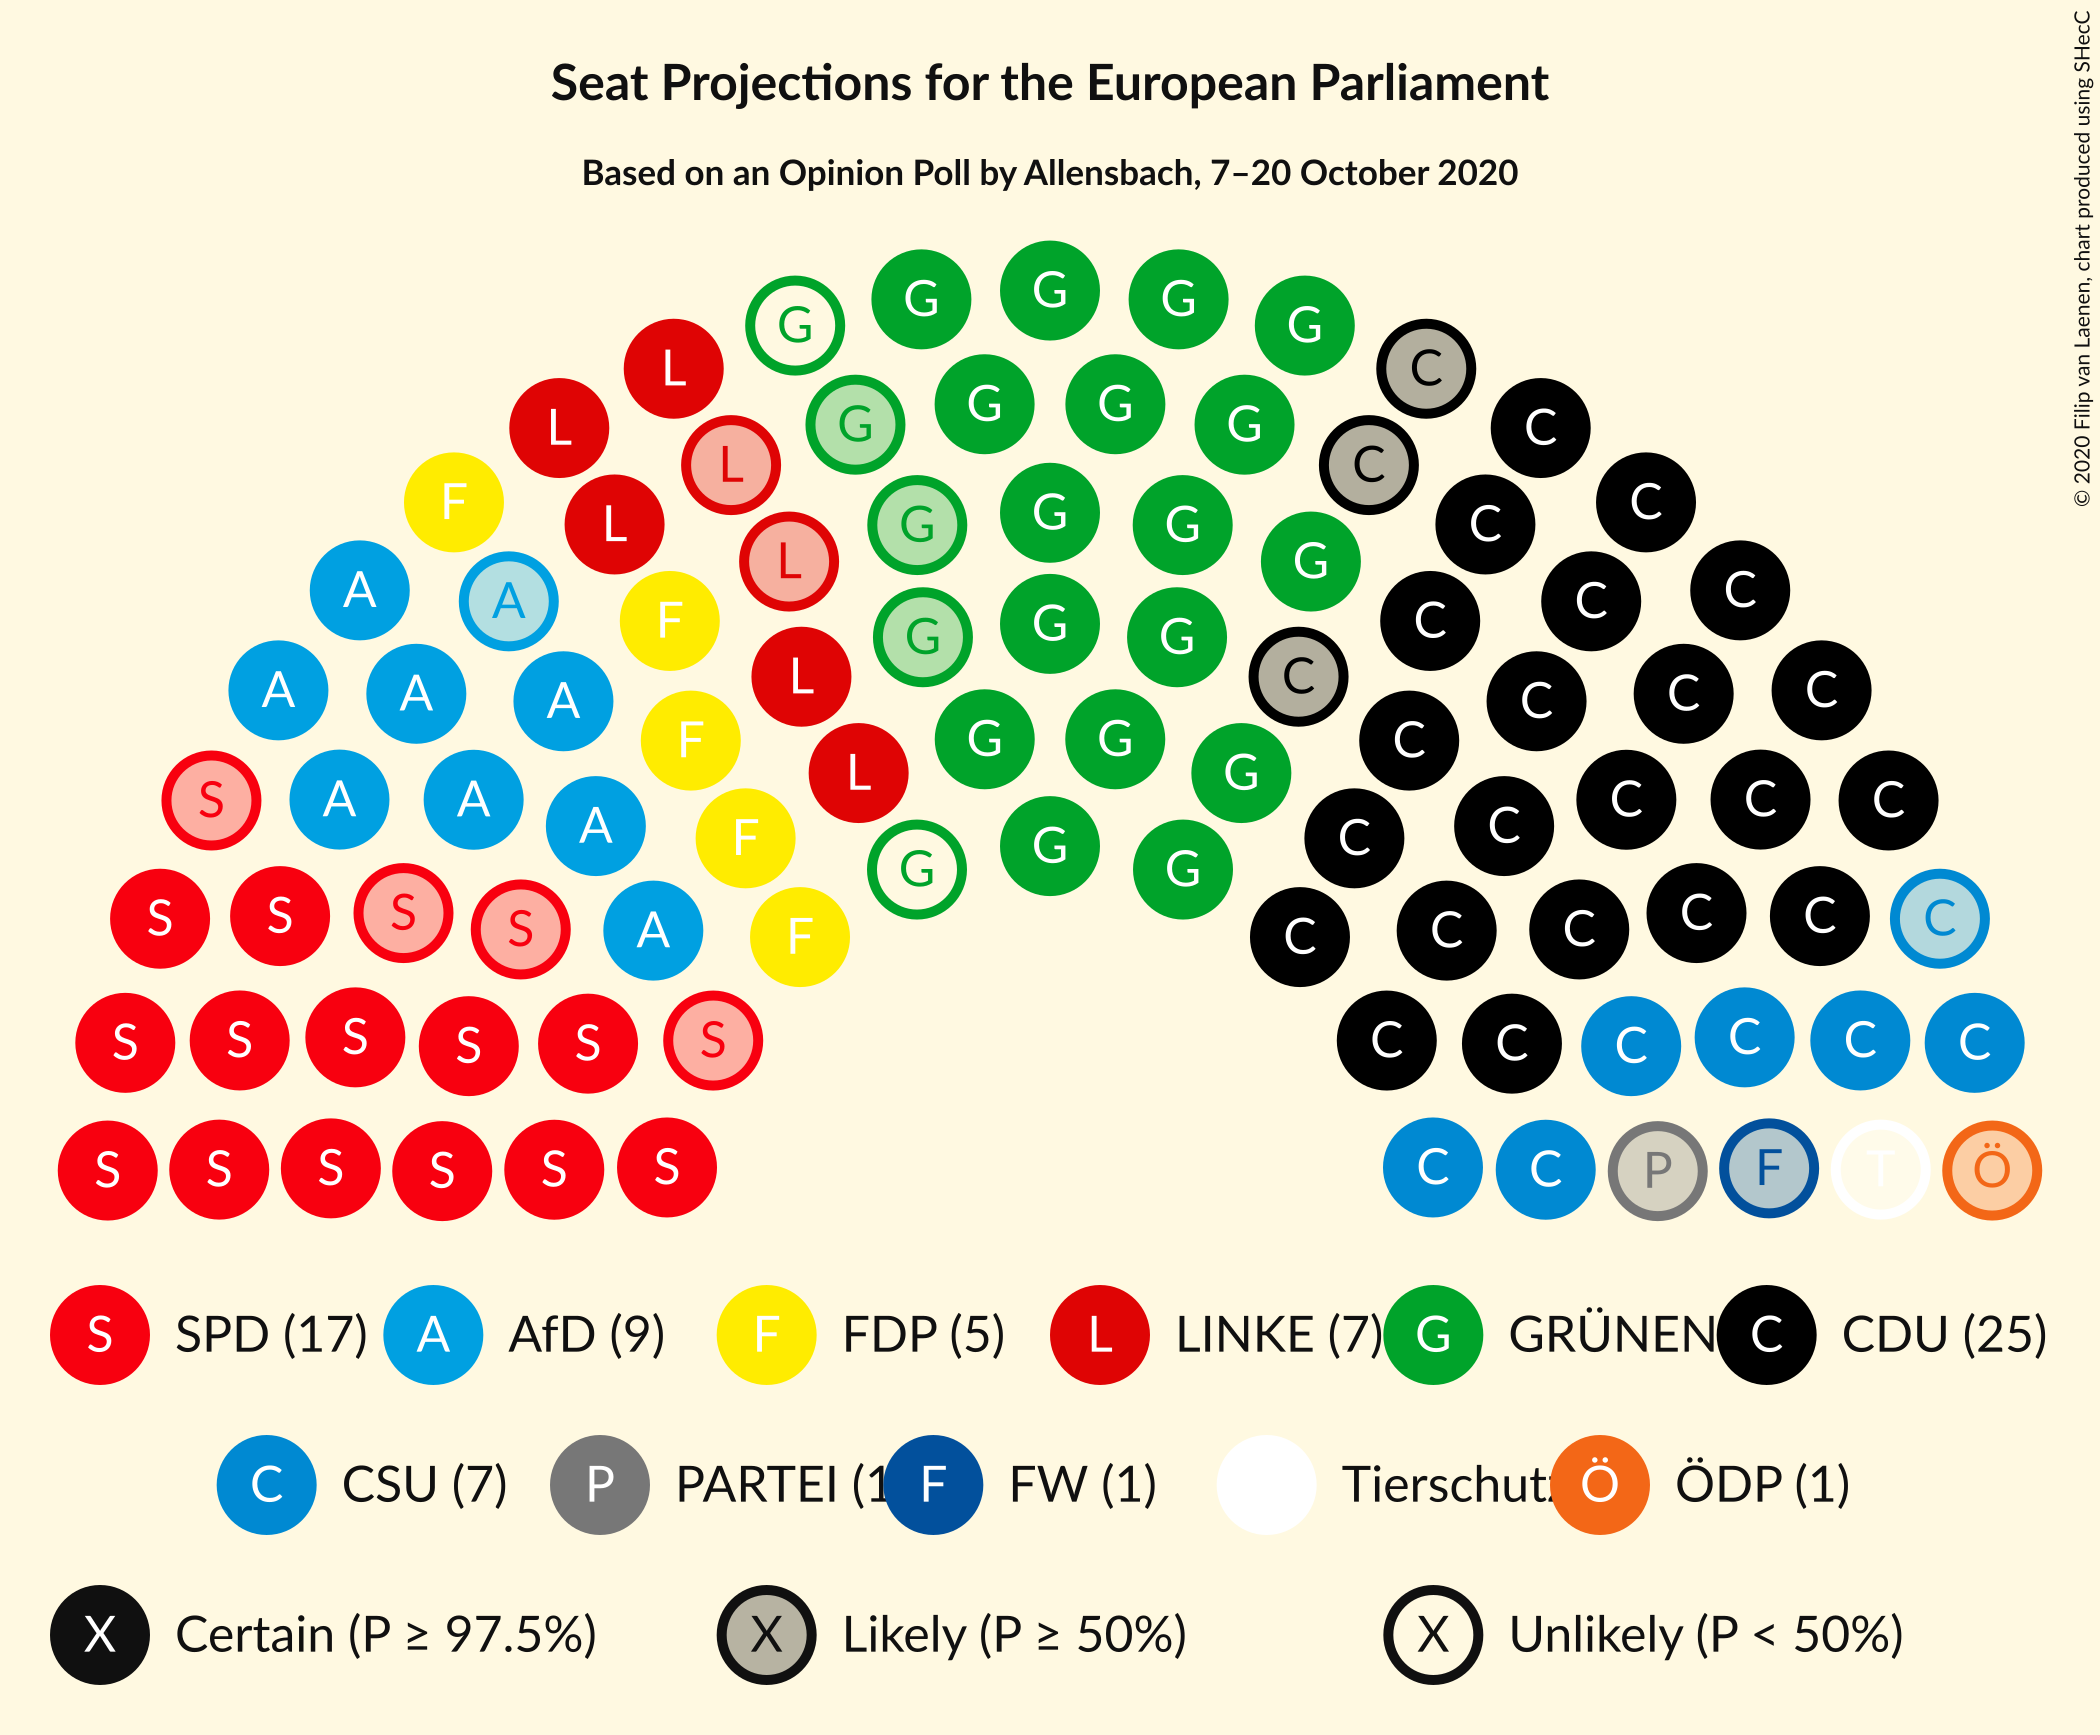 Seat Projections for the European Parliament
Based on an Opinion Poll by Allensbach, 7–20 October 2020
© 2020 Filip van Laenen, chart produced using SHecC
G G G G G
L C
G G G G
L L C C
F G G G G C
L L G C
A A F L G G G C C C
A A A L C C C C C
F G G G C
S A A A F L G C C C C C
G G G
S S S S A F C C C C C C
S S S S S S C C C C C C
S S S S S S C C P F T Ö
S SPD (17) A AfD (9) F FDP (5) L LINKE (7) G GRÜNEN C CDU (25)
C CSU (7) P PARTEI (1 F FW (1) Tierschutz Ö ÖDP (1)
X Certain (P ≥ 97.5%) X Likely (P ≥ 50%) X Unlikely (P < 50%)